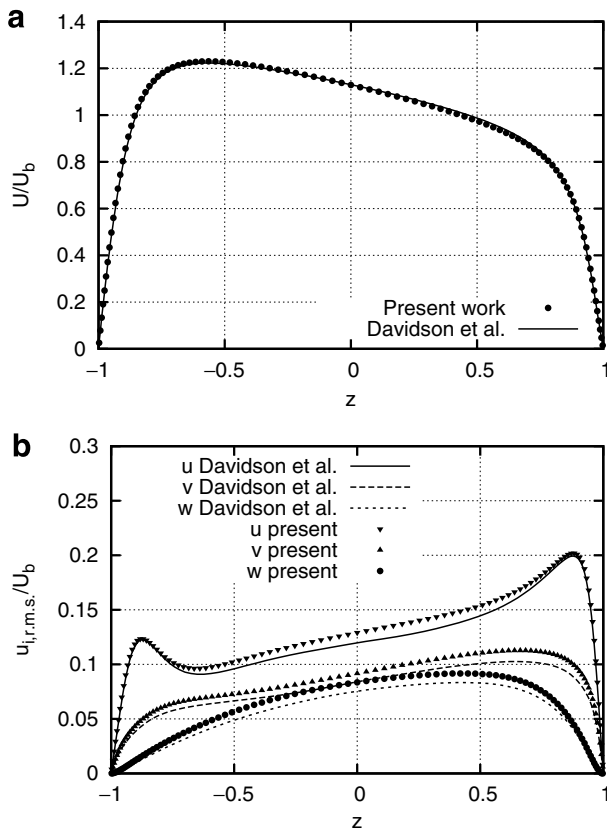 a
1.4
1.2
1
0.8
0.6
0.4
0.2
0
U/U_b
Present work
Davidson et al.
−1
−0.5
0
0.5
1
z
b
0.3
0.25
0.2
0.15
0.1
0.05
0
u_i,r.m.s./U_b
u Davidson et al.
v Davidson et al.
w Davidson et al.
u present
v present
w present
−1
−0.5
0
0.5
1
z